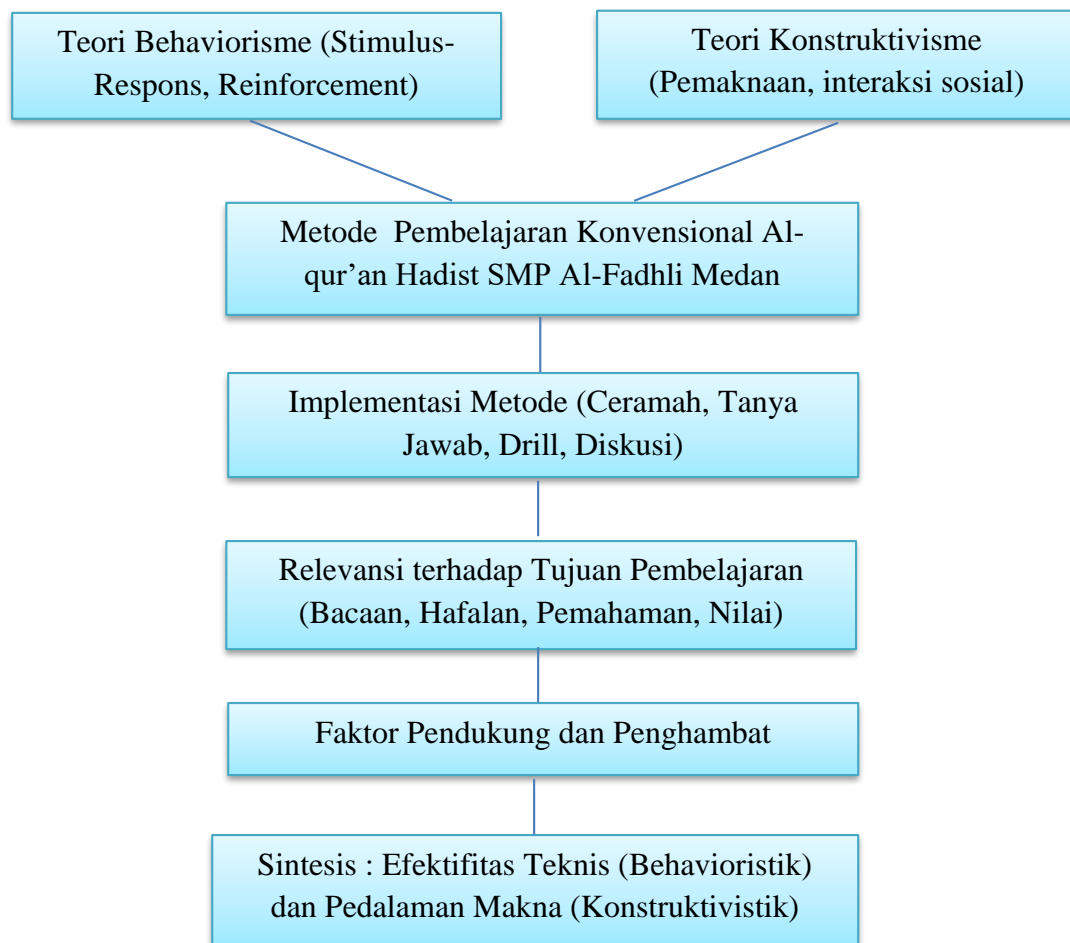 Teori Behaviorisme (Stimulus-
Respons, Reinforcement)
Teori Konstruktivisme
(Pemaknaan, interaksi sosial)
Metode Pembelajaran Konvensional Al-
qur’an Hadist SMP Al-Fadhli Medan
Implementasi Metode (Ceramah, Tanya
Jawab, Drill, Diskusi)
Relevansi terhadap Tujuan Pembelajaran
(Bacaan, Hafalan, Pemahaman, Nilai)
Faktor Pendukung dan Penghambat
Sintesis : Efektifitas Teknis (Behavioristik)
dan Pedalaman Makna (Konstruktivistik)